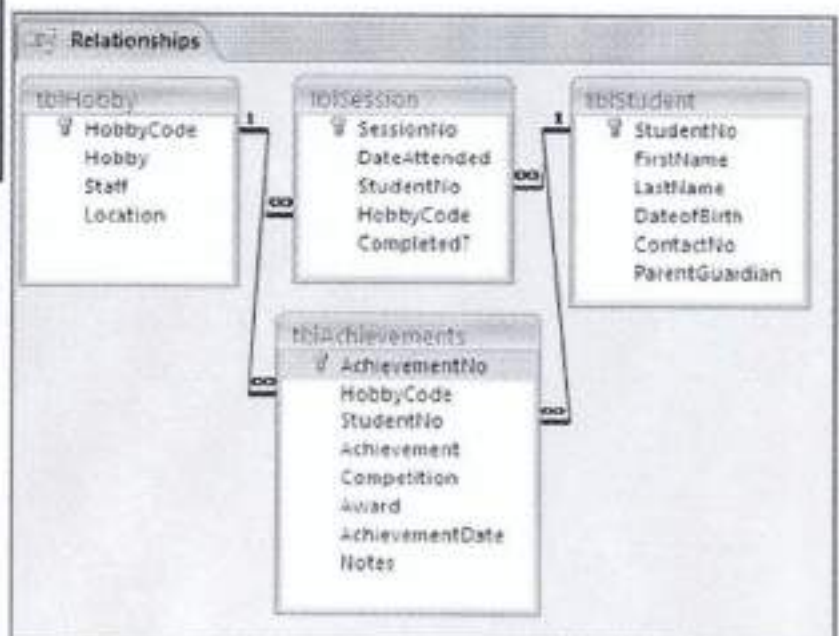 Relationships
tblHobby
HobbyCode
Hobby
Staff
Location
1
∞
∞
tblSession
SessionNo
DateAttended
StudentNo
HobbyCode
Completed?
∞
1
tblStudent
StudentNo
FirstName
LastName
DateofBirth
ContactNo
ParentGuardian
tblAchievements
AchievementNo
HobbyCode
StudentNo
Achievement
Competition
Award
AchievementDate
Notes
∞